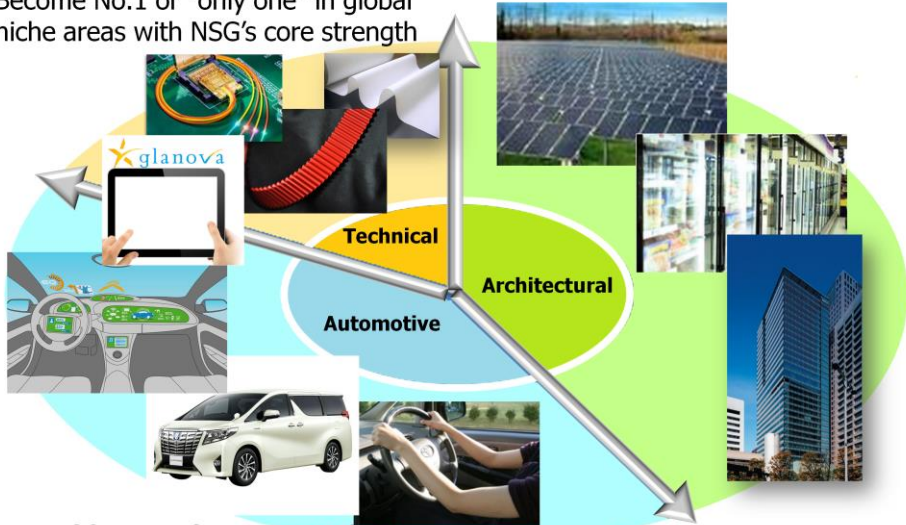 Become No.1 or "only one" in global
niche areas with NSG's core strength
glanova
Technical
Architectural
Automotive